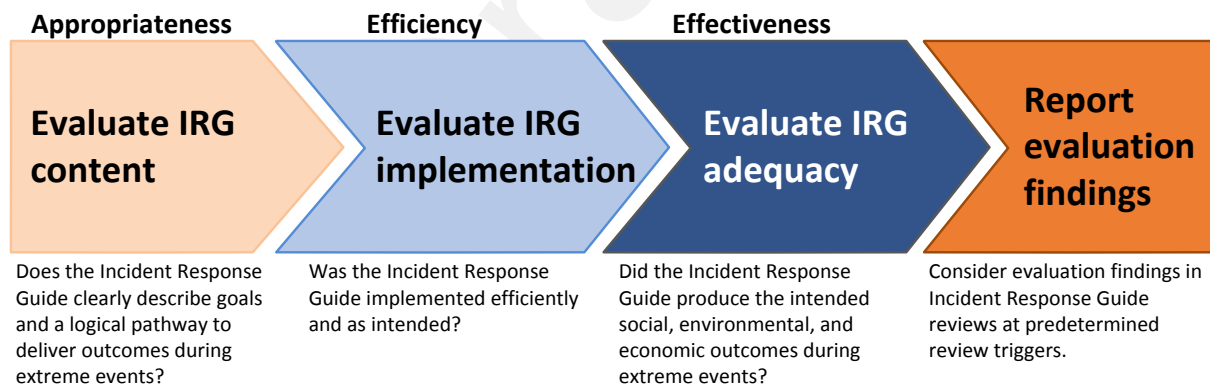 Appropriateness
Efficiency
Effectiveness
Evaluate IRG
content
Evaluate IRG
implementation
Evaluate IRG
adequacy
Report
evaluation
findings
Does the Incident Response
Guide clearly describe goals
and a logical pathway to
deliver outcomes during
extreme events?
Was the Incident Response
Guide implemented efficiently
and as intended?
Did the Incident Response
Guide produce the intended
social, environmental, and
economic outcomes during
extreme events?
Consider evaluation findings in
Incident Response Guide
reviews at predetermined
review triggers.